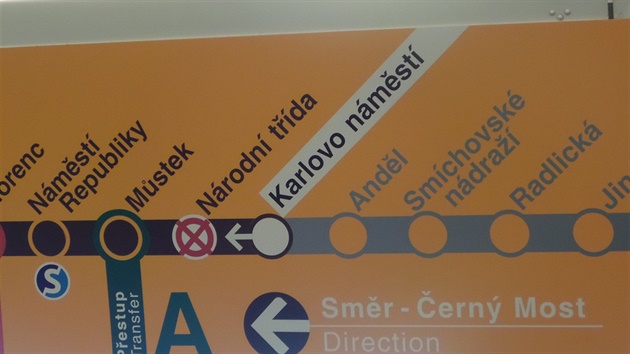 Náměstí
Republiky
Můstek
Národní třída
Karlovo náměstí
Anděl
Smíchovské
nádraží
Radlická
S
Přestup
Transfer
A
Směr - Černý Most
Direction